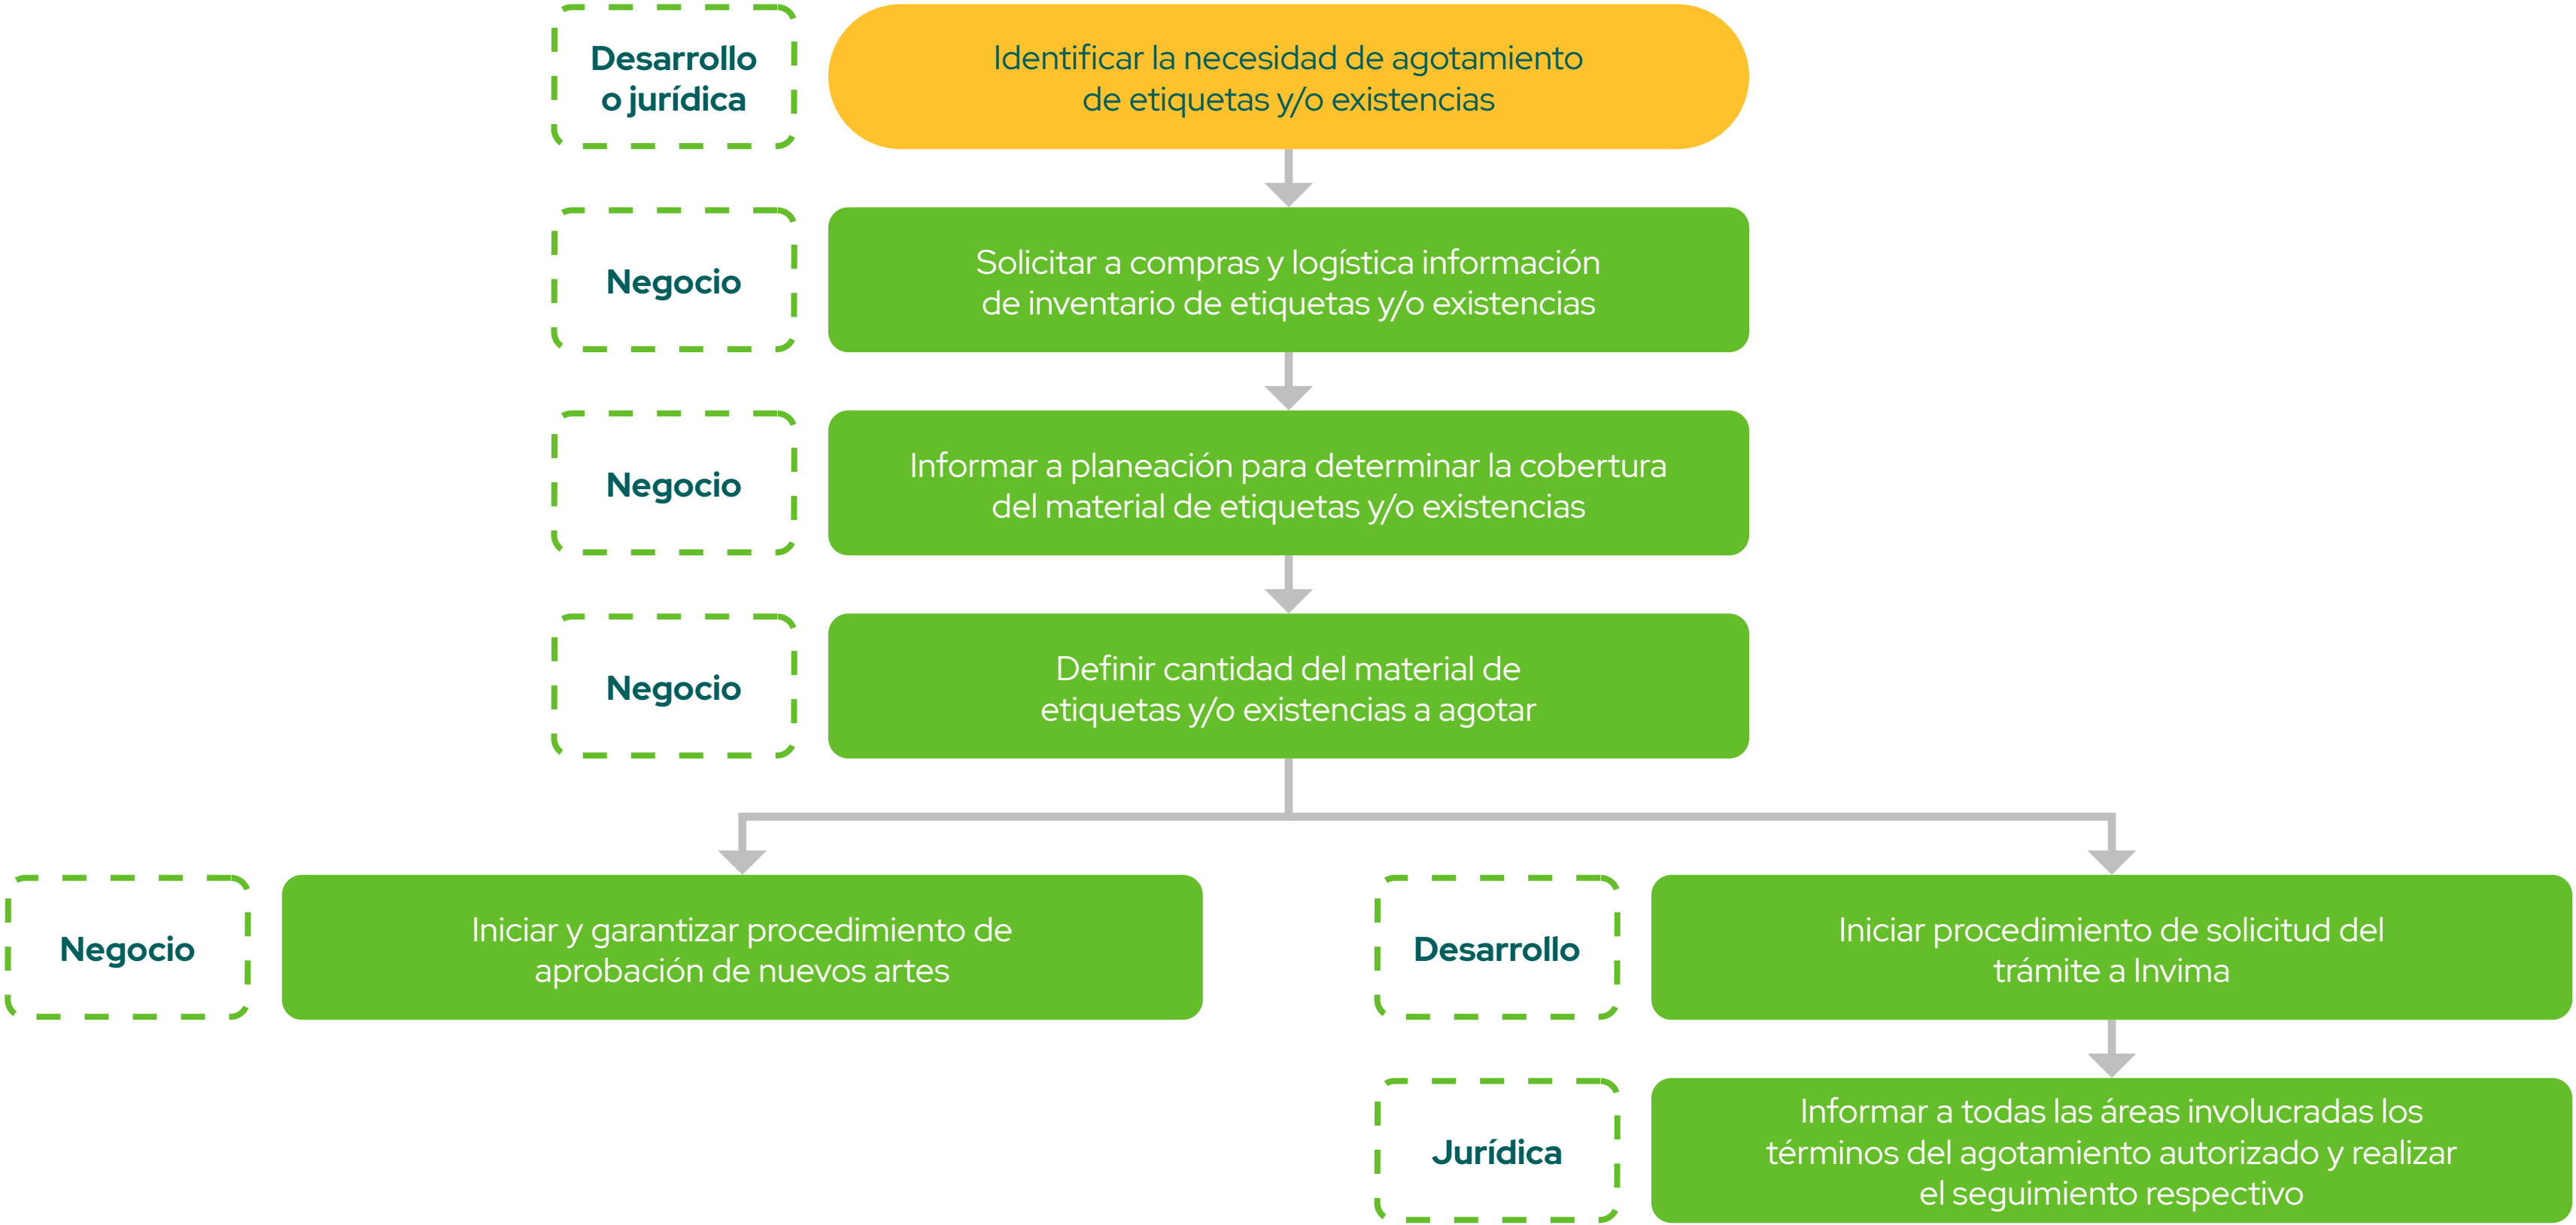 Desarrollo
o jurídica
Identificar la necesidad de agotamiento
de etiquetas y/o existencias
Negocio
Solicitar a compras y logística información
de inventario de etiquetas y/o existencias
Negocio
Informar a planeación para determinar la cobertura
del material de etiquetas y/o existencias
Negocio
Definir cantidad del material de
etiquetas y/o existencias a agotar
Negocio
Iniciar y garantizar procedimiento de
aprobación de nuevos artes
Desarrollo
Iniciar procedimiento de solicitud del
trámite a Invima
Jurídica
Informar a todas las áreas involucradas los
términos del agotamiento autorizado y realizar
el seguimiento respectivo